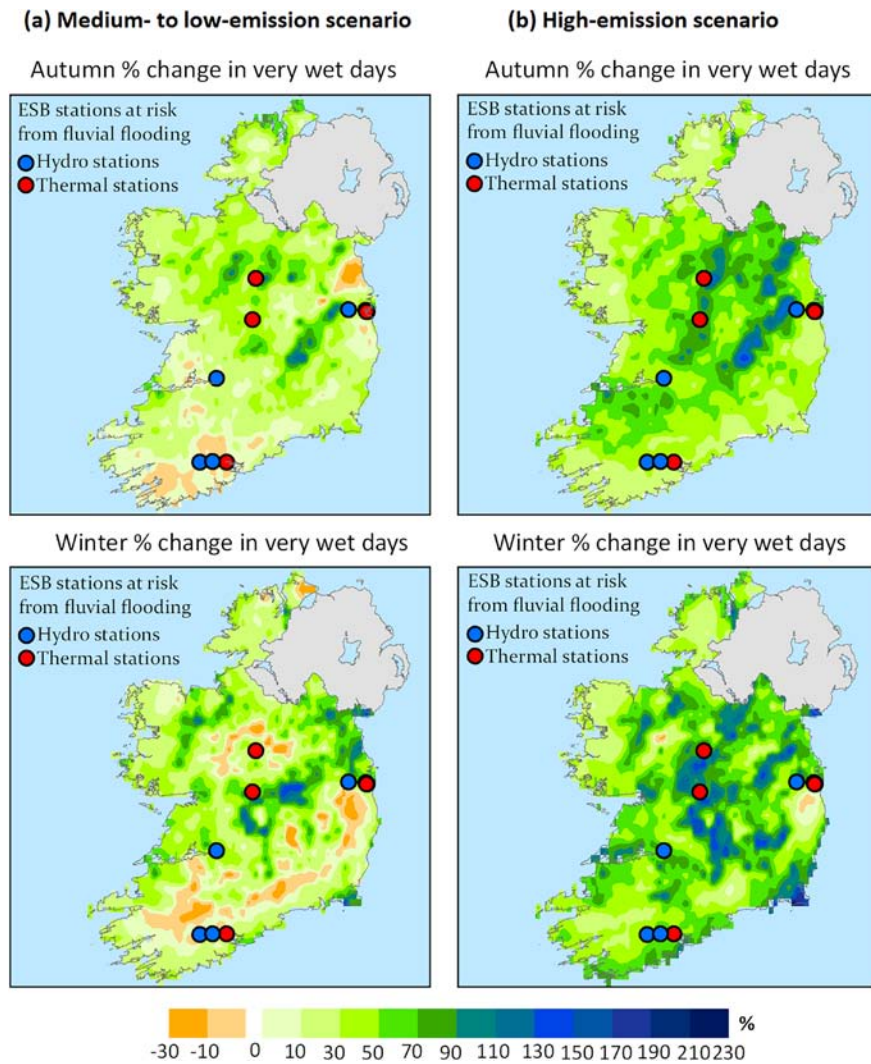 (a) Medium- to low-emission scenario
(b) High-emission scenario
Autumn % change in very wet days
Autumn % change in very wet days
ESB stations at risk
from fluvial flooding
Hydro stations
Thermal stations
ESB stations at risk
from fluvial flooding
Hydro stations
Thermal stations
Winter % change in very wet days
Winter % change in very wet days
ESB stations at risk
from fluvial flooding
Hydro stations
Thermal stations
ESB stations at risk
from fluvial flooding
Hydro stations
Thermal stations
%
-30 -10 0 10 30 50 70 90 110 130 150 170 190 210 230